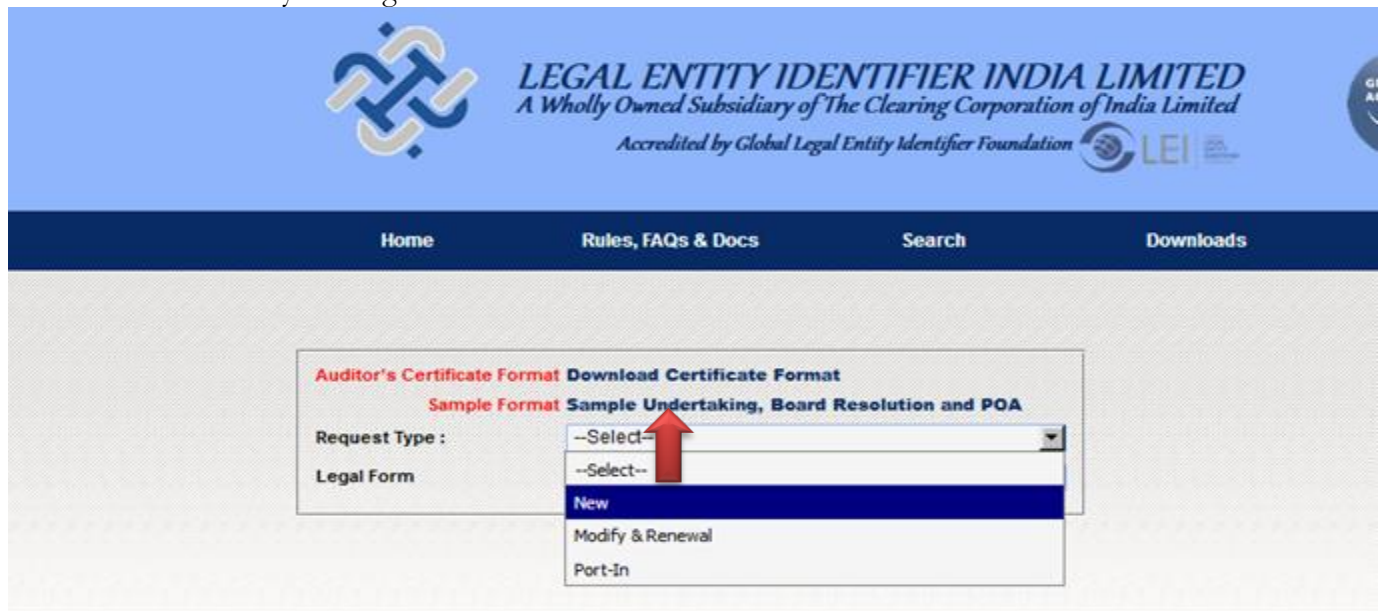 LEGAL ENTITY IDENTIFIER INDIA LIMITED
A Wholly Owned Subsidiary of The Clearing Corporation of India Limited
Accredited by Global Legal Entity Identifier Foundation
LEI
Home Rules, FAQs & Docs Search Downloads
Auditor's Certificate Format Download Certificate Format
Sample Format Sample Undertaking, Board Resolution and POA
Request Type : --Select--
Legal Form --Select--
New
Modify & Renewal
Port-In